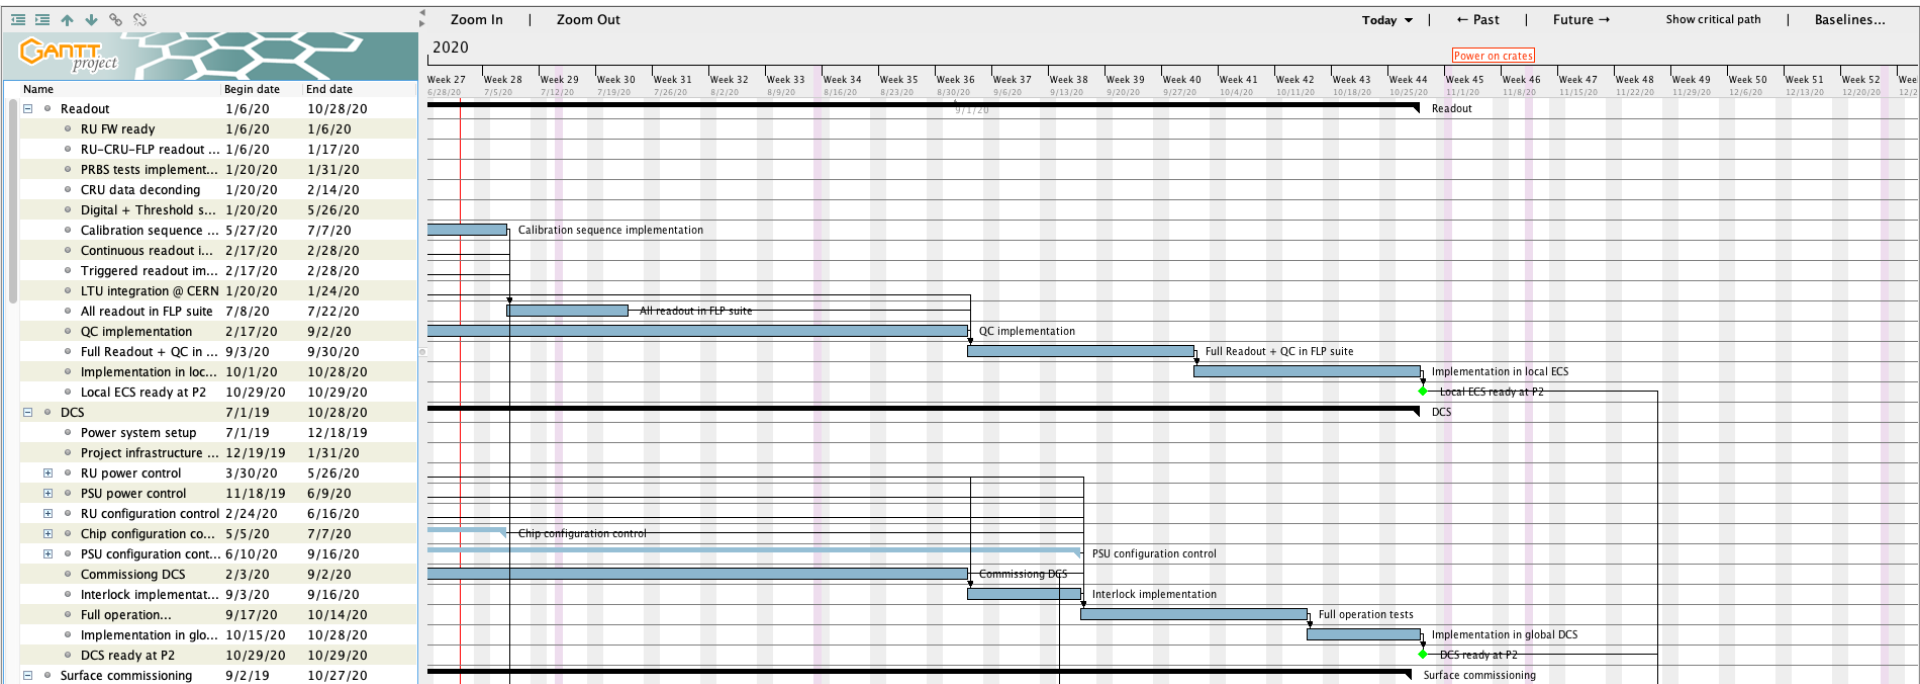 Zoom In | Zoom Out Today ▼ | ← Past | Future → Show critical path | Baselines...
GANTT project
2020
Power on crates
Week 27 Week 28 Week 29 Week 30 Week 31 Week 32 Week 33 Week 34 Week 35 Week 36 Week 37 Week 38 Week 39 Week 40 Week 41 Week 42 Week 43 Week 44 Week 45 Week 46 Week 47 Week 48 Week 49 Week 50 Week 51 Week 52 Wee
6/28/20 7/5/20 7/12/20 7/19/20 7/26/20 8/2/20 8/9/20 8/16/20 8/23/20 8/30/20 9/6/20 9/13/20 9/20/20 9/27/20 10/4/20 10/11/20 10/18/20 10/25/20 11/1/20 11/8/20 11/15/20 11/22/20 11/29/20 12/6/20 12/13/20 12/20/20 12/2
Name Begin date End date
Readout 1/6/20 10/28/20 Readout
9/1/20
RU FW ready 1/6/20 1/6/20
RU-CRU-FLP readout ... 1/6/20 1/17/20
PRBS tests implement... 1/20/20 1/31/20
CRU data deconding 1/20/20 2/14/20
Digital + Threshold s... 1/20/20 5/26/20
Calibration sequence ... 5/27/20 7/7/20 Calibration sequence implementation
Continuous readout i... 2/17/20 2/28/20
Triggered readout im... 2/17/20 2/28/20
LTU integration @ CERN 1/20/20 1/24/20
All readout in FLP suite 7/8/20 7/22/20 All readout in FLP suite
QC implementation 2/17/20 9/2/20 QC implementation
Full Readout + QC in ... 9/3/20 9/30/20 Full Readout + QC in FLP suite
Implementation in loc... 10/1/20 10/28/20 Implementation in local ECS
Local ECS ready at P2 10/29/20 10/29/20 Local ECS ready at P2
DCS 7/1/19 10/28/20 DCS
Power system setup 7/1/19 12/18/19
Project infrastructure ... 12/19/19 1/31/20
RU power control 3/30/20 5/26/20
PSU power control 11/18/19 6/9/20
RU configuration control 2/24/20 6/16/20
Chip configuration co... 5/5/20 7/7/20 Chip configuration control
PSU configuration cont... 6/10/20 9/16/20 PSU configuration control
Commissiong DCS 2/3/20 9/2/20 Commissiong DCS
Interlock implementat... 9/3/20 9/16/20 Interlock implementation
Full operation... 9/17/20 10/14/20 Full operation tests
Implementation in glo... 10/15/20 10/28/20 Implementation in global DCS
DCS ready at P2 10/29/20 10/29/20 DCS ready at P2
Surface commissioning 9/2/19 10/27/20 Surface commissioning